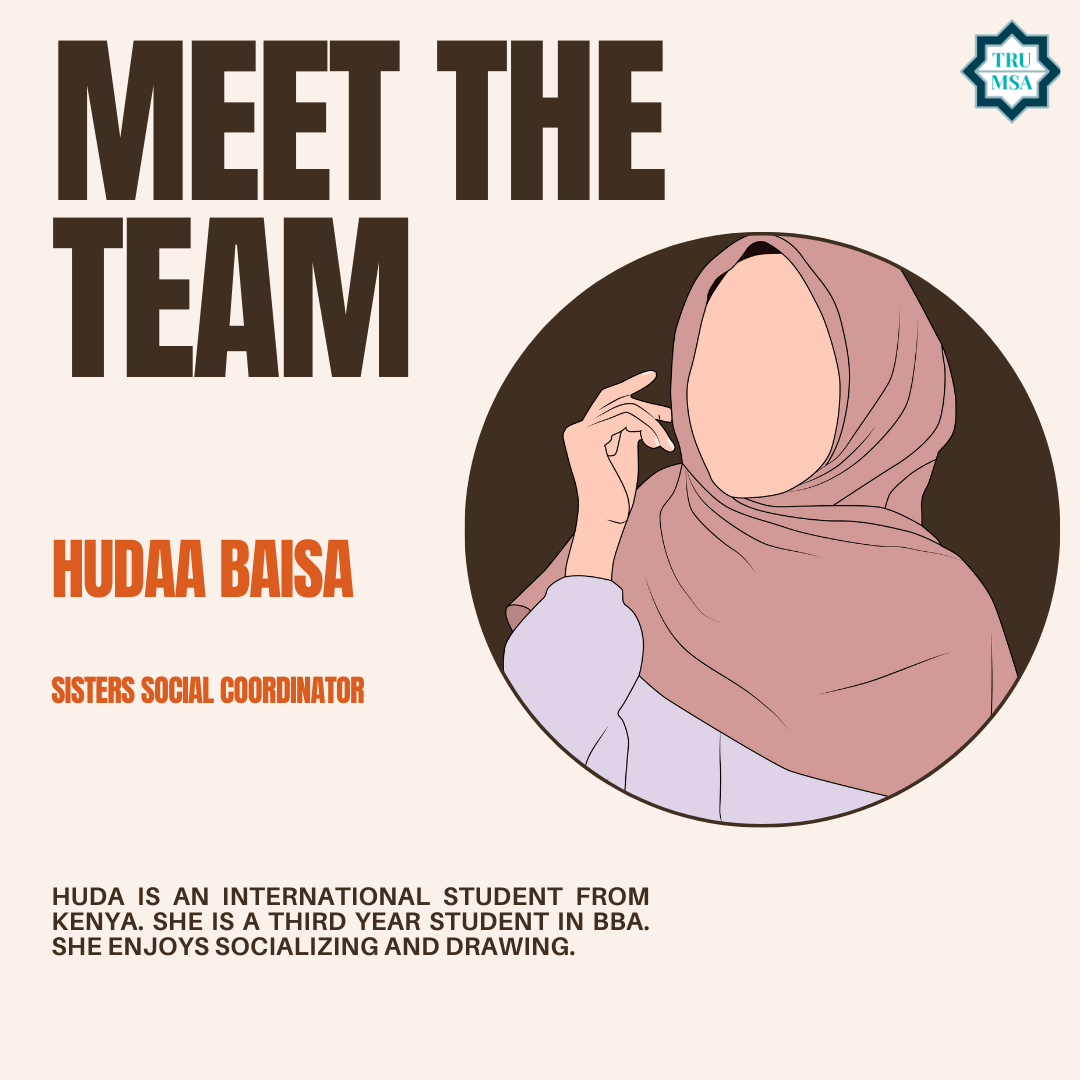 MEET THE
TEAM
TRU
MSA
HUDAA BAISA
SISTERS SOCIAL COORDINATOR
HUDA IS AN INTERNATIONAL STUDENT FROM
KENYA. SHE IS A THIRD YEAR STUDENT IN BBA.
SHE ENJOYS SOCIALIZING AND DRAWING.